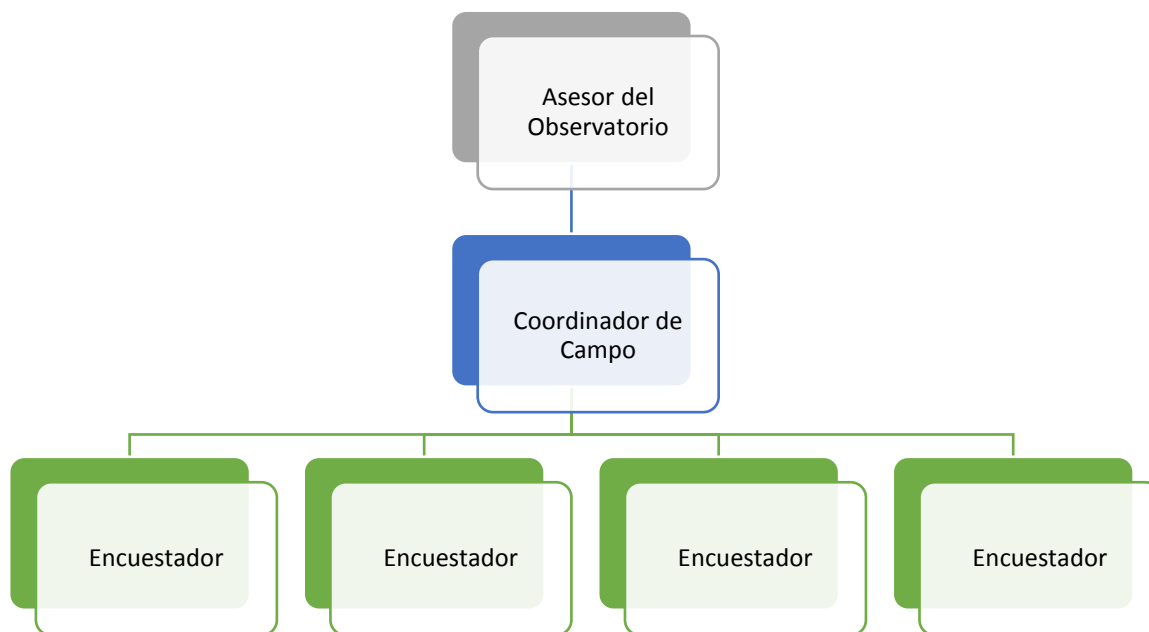 Asesor del
Observatorio
Coordinador de
Campo
Encuestador
Encuestador
Encuestador
Encuestador